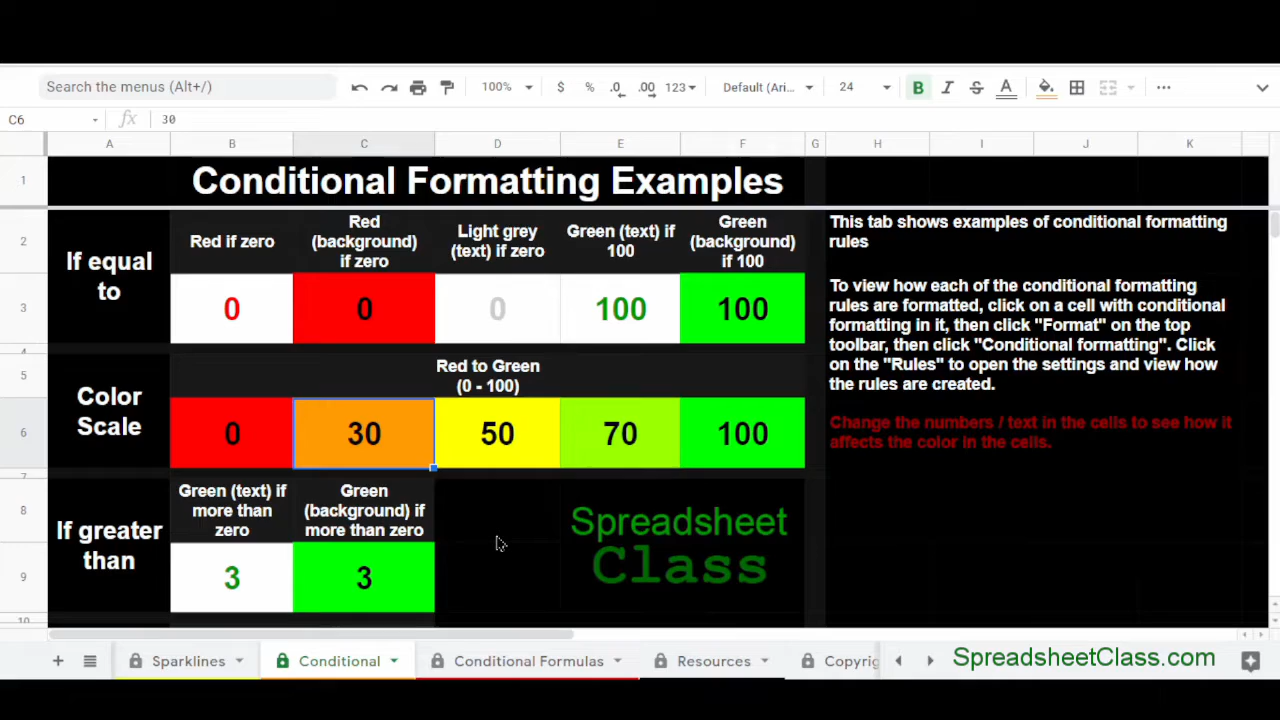 Search the menus (Alt+/)
100%
$
%
.0
.00
123
Default (Ari...
24
B
I
S
A
C6
fx
30
A
B
C
D
E
F
G
H
I
J
K
1
Conditional Formatting Examples
2
If equal
to
Red if zero
Red
(background)
if zero
Light grey
(text) if zero
Green (text) if
100
Green
(background)
if 100
3
0
0
0
100
100
This tab shows examples of conditional formatting
rules
To view how each of the conditional formatting
rules are formatted, click on a cell with conditional
formatting in it, then click "Format" on the top
toolbar, then click "Conditional formatting". Click
on the "Rules" to open the settings and view how
the rules are created.
Change the numbers / text in the cells to see how it
affects the color in the cells.
4
5
Red to Green
(0 - 100)
Color
Scale
6
0
30
50
70
100
7
8
If greater
than
Green (text) if
more than
zero
Green
(background) if
more than zero
Spreadsheet
Class
9
3
3
10
+
Sparklines
Conditional
Conditional Formulas
Resources
Copyrig
SpreadsheetClass.com